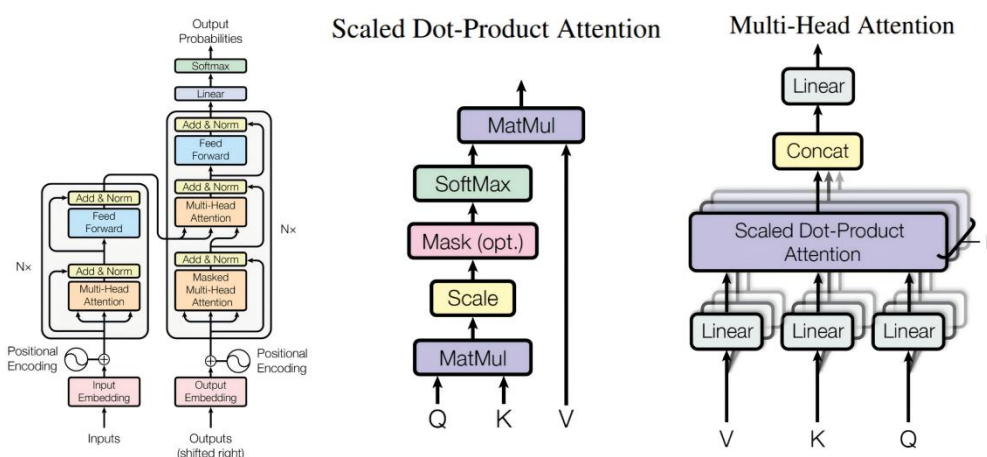 Output
Probabilities
Softmax
Linear
Add & Norm
Feed
Forward
Add & Norm
Multi-Head
Attention
Add & Norm
Masked
Multi-Head
Attention
Nx
Add & Norm
Feed
Forward
Add & Norm
Multi-Head
Attention
Nx
Positional
Encoding
Positional
Encoding
Input
Embedding
Output
Embedding
Inputs
Outputs
(shifted right)
Scaled Dot-Product Attention
MatMul
SoftMax
Mask (opt.)
Scale
MatMul
Q K V
Multi-Head Attention
Linear
Concat
Scaled Dot-Product
Attention
Linear Linear Linear
V K Q